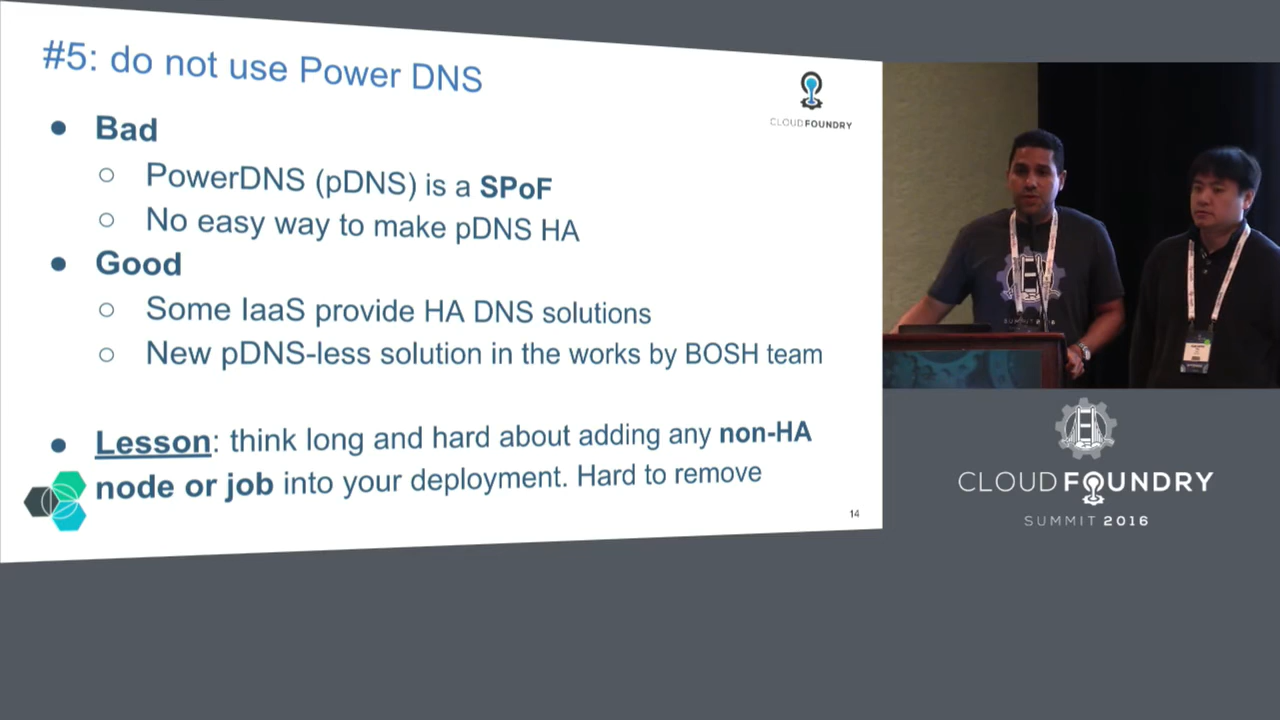 #5: do not use Power DNS
CLOUD FOUNDRY
● Bad
○ PowerDNS (pDNS) is a SPoF
○ No easy way to make pDNS HA
● Good
○ Some IaaS provide HA DNS solutions
○ New pDNS-less solution in the works by BOSH team
● Lesson: think long and hard about adding any non-HA
node or job into your deployment. Hard to remove
14
SUMMIT 2016
CLOUD FOUNDRY
SUMMIT 2016